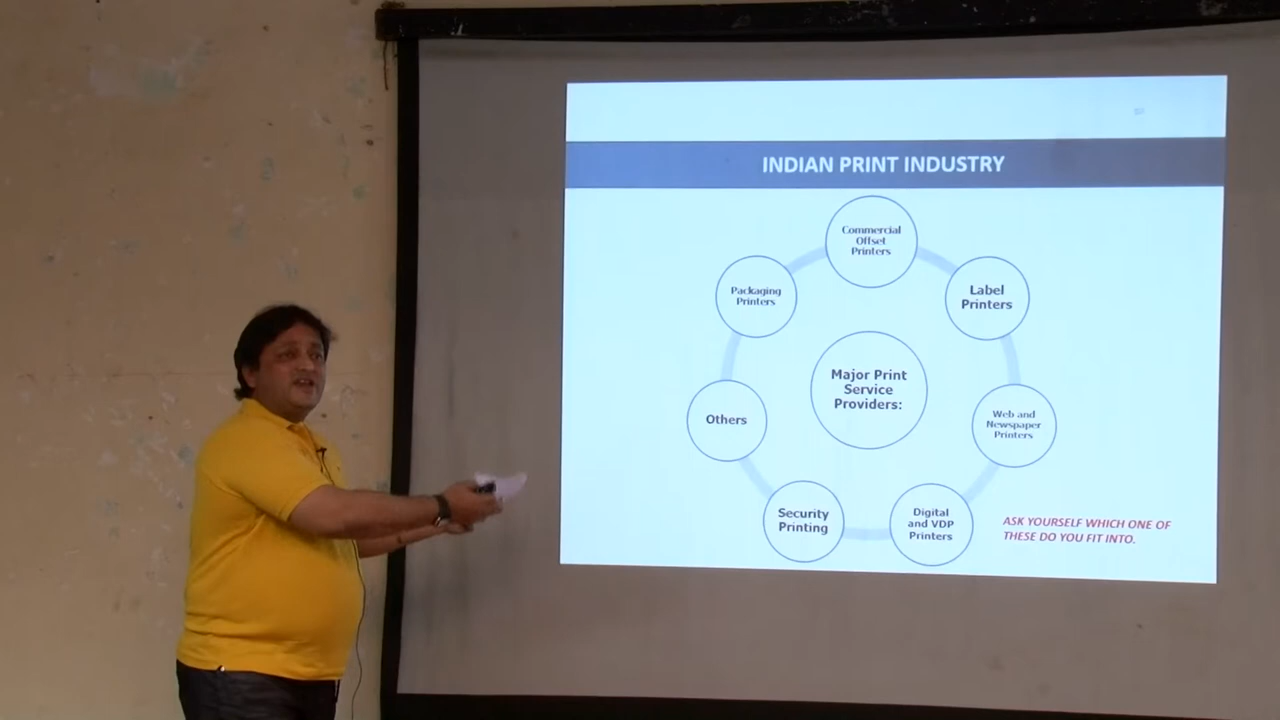 INDIAN PRINT INDUSTRY
Commercial
Offset
Printers
Label
Printers
Web and
Newspaper
Printers
Digital
and VDP
Printers
Security
Printing
Others
Packaging
Printers
Major Print
Service
Providers:
ASK YOURSELF WHICH ONE OF
THESE DO YOU FIT INTO.